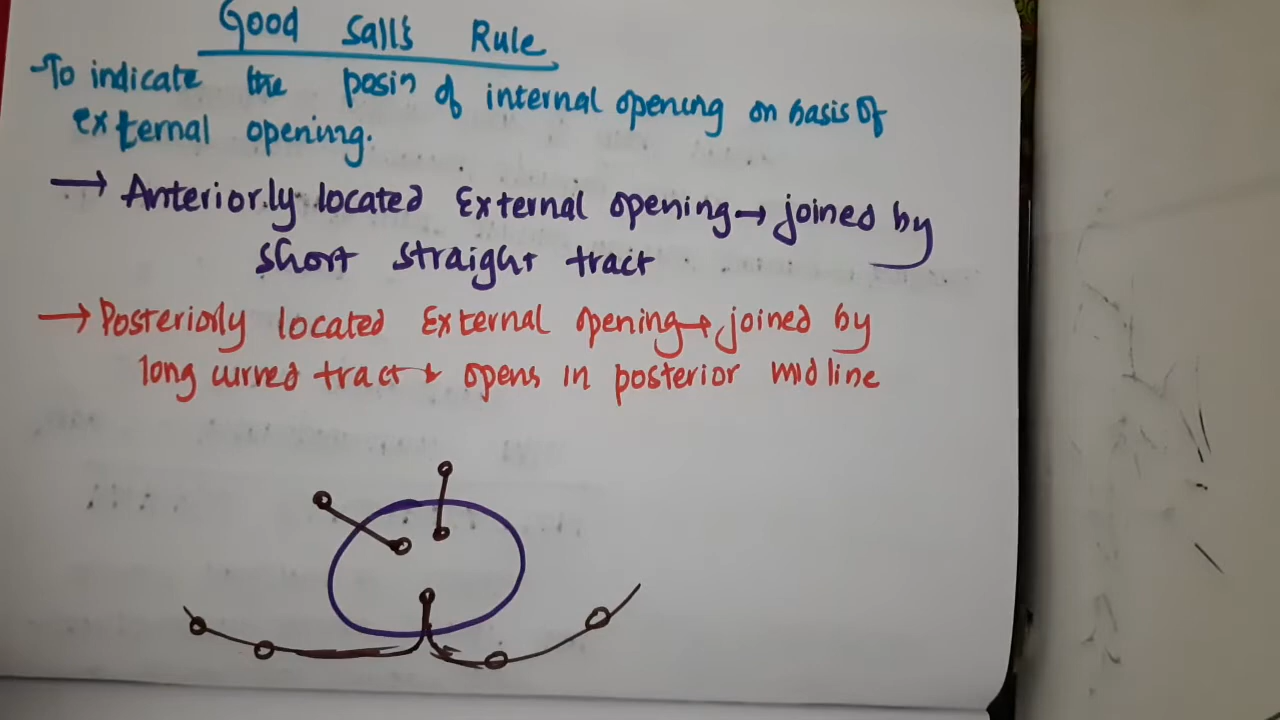 Good Salls Rule
To indicate the posin of internal opening on basis of
external opening.
→ Anteriorly located External opening → joined by
short straight tract
→ Posteriorly located External opening → joined by
long curved tract & opens in posterior midline